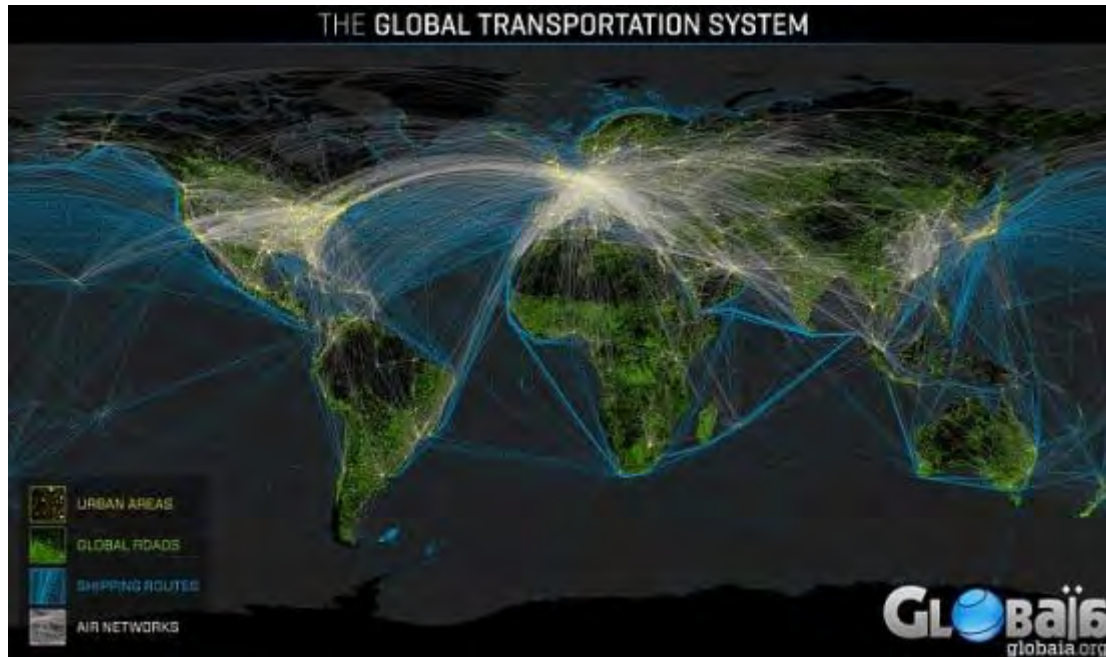 THE GLOBAL TRANSPORTATION SYSTEM
URBAN AREAS
GLOBAL ROADS
SHIPPING ROUTES
AIR NETWORKS
GLOBAïa
globaia.org